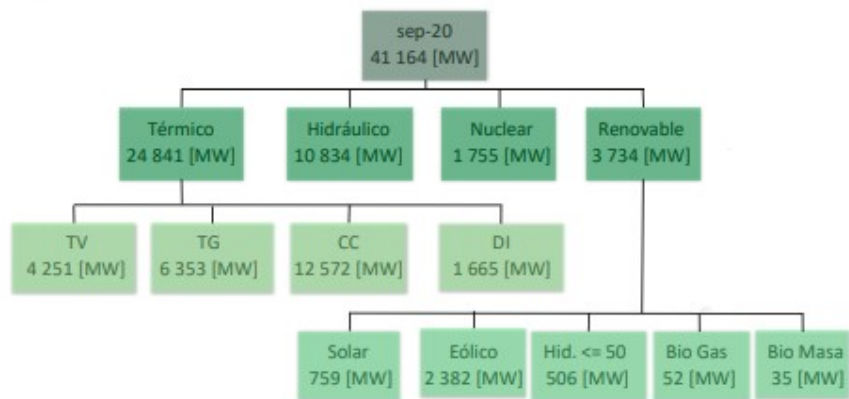 sep-20
41 164 [MW]
Térmico
24 841 [MW]
Hidráulico
10 834 [MW]
Nuclear
1 755 [MW]
Renovable
3 734 [MW]
TV
4 251 [MW]
TG
6 353 [MW]
CC
12 572 [MW]
DI
1 665 [MW]
Solar
759 [MW]
Eólico
2 382 [MW]
Hid. <= 50
506 [MW]
Bio Gas
52 [MW]
Bio Masa
35 [MW]